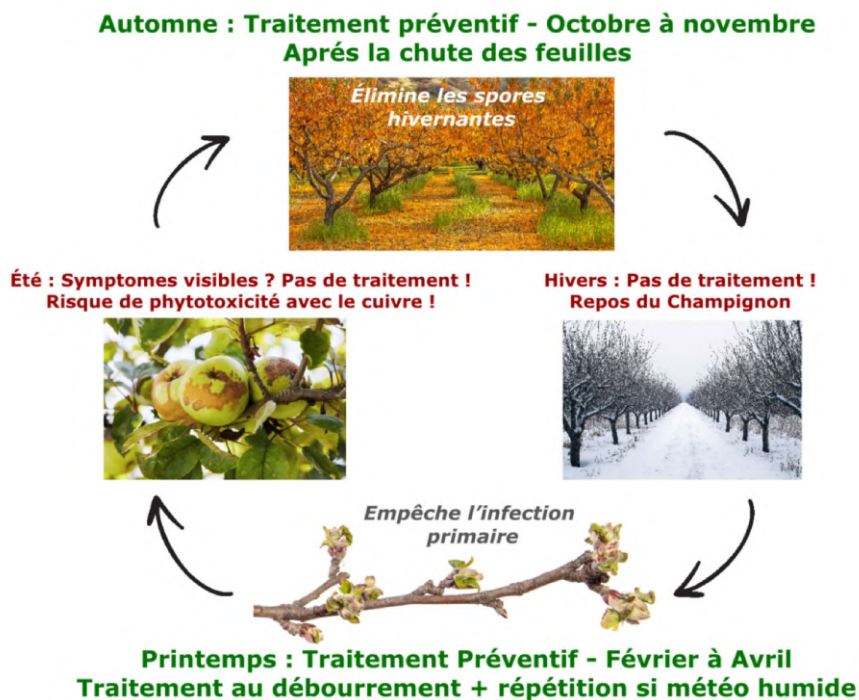 Automne : Traitement préventif - Octobre à novembre
Aprés la chute des feuilles
Élimine les spores
hivernantes
Été : Symptomes visibles ? Pas de traitement !
Risque de phytotoxicité avec le cuivre !
Hivers : Pas de traitement !
Repos du Champignon
Empêche l'infection
primaire
Printemps : Traitement Préventif - Février à Avril
Traitement au débourrement + répétition si météo humide